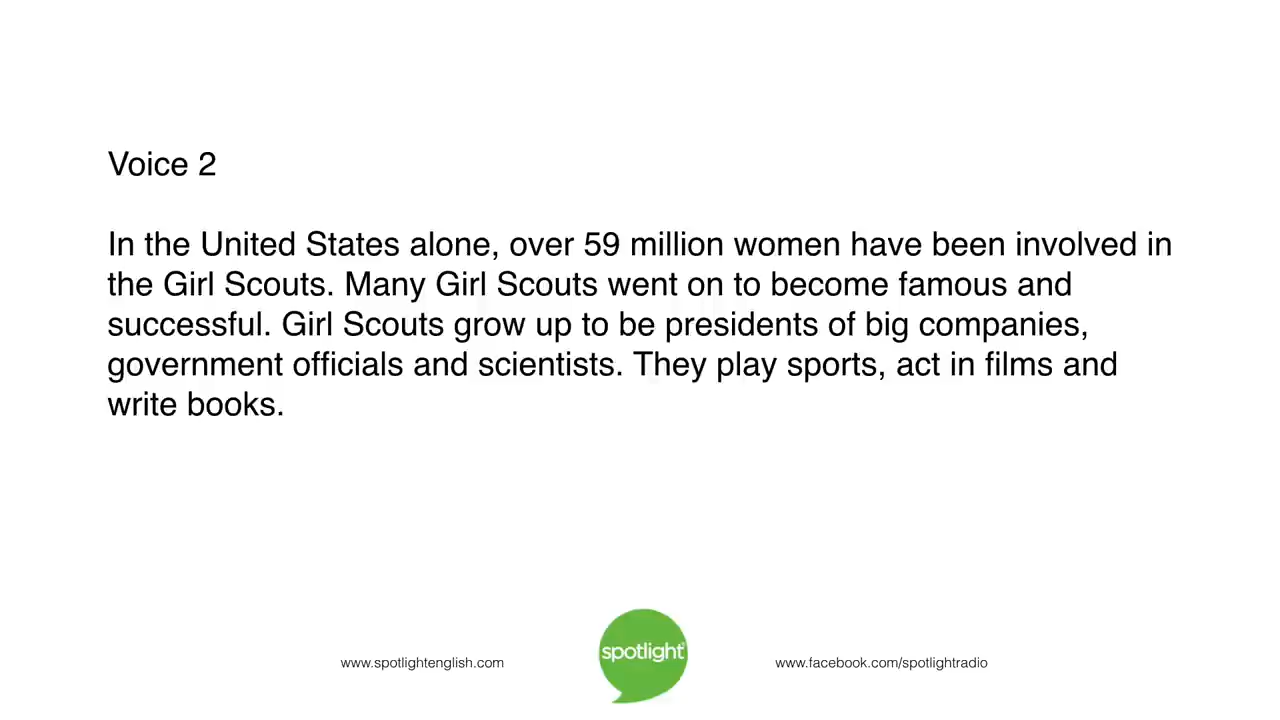 Voice 2
In the United States alone, over 59 million women have been involved in
the Girl Scouts. Many Girl Scouts went on to become famous and
successful. Girl Scouts grow up to be presidents of big companies,
government officials and scientists. They play sports, act in films and
write books.
www.spotlightenglish.com
spotlight
www.facebook.com/spotlightradio